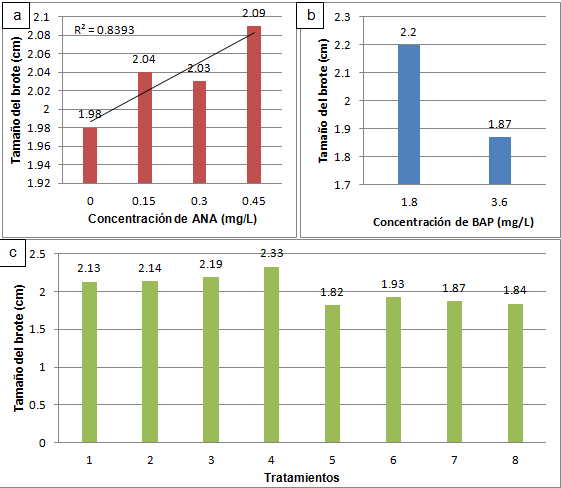 a
R² = 0.8393
Tamaño del brote (cm)
2.1
2.08
2.06
2.04
2.02
2
1.98
1.96
1.94
1.92
1.98
2.04
2.03
2.09
0 0.15 0.3 0.45
Concentración de ANA (mg/L)
b
Tamaño del brote (cm)
2.3
2.2
2.1
2
1.9
1.8
1.7
2.2
1.87
1.8 3.6
Concentración de BAP (mg/L)
c
Tamaño del brote (cm)
2.5
2
1.5
1
0.5
0
2.13 2.14 2.19 2.33 1.82 1.93 1.87 1.84
1 2 3 4 5 6 7 8
Tratamientos